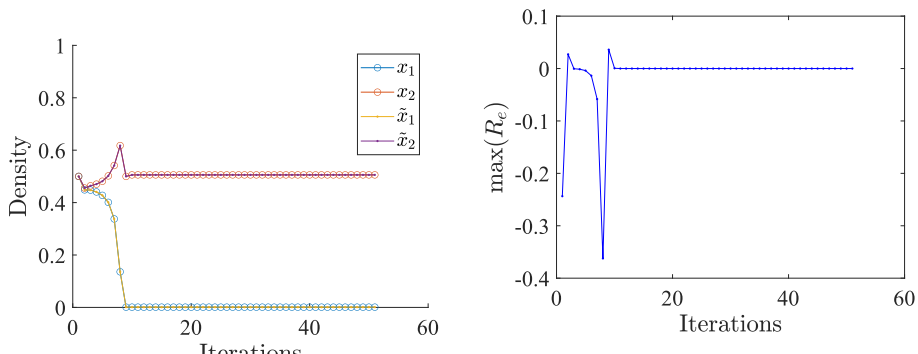 1
0.8
0.6
0.4
0.2
0
0 20 40 60
Density
Iterations
x₁
x₂
x̃₁
x̃₂
0.1
0
-0.1
-0.2
-0.3
-0.4
0 20 40 60
max(Rₑ)
Iterations